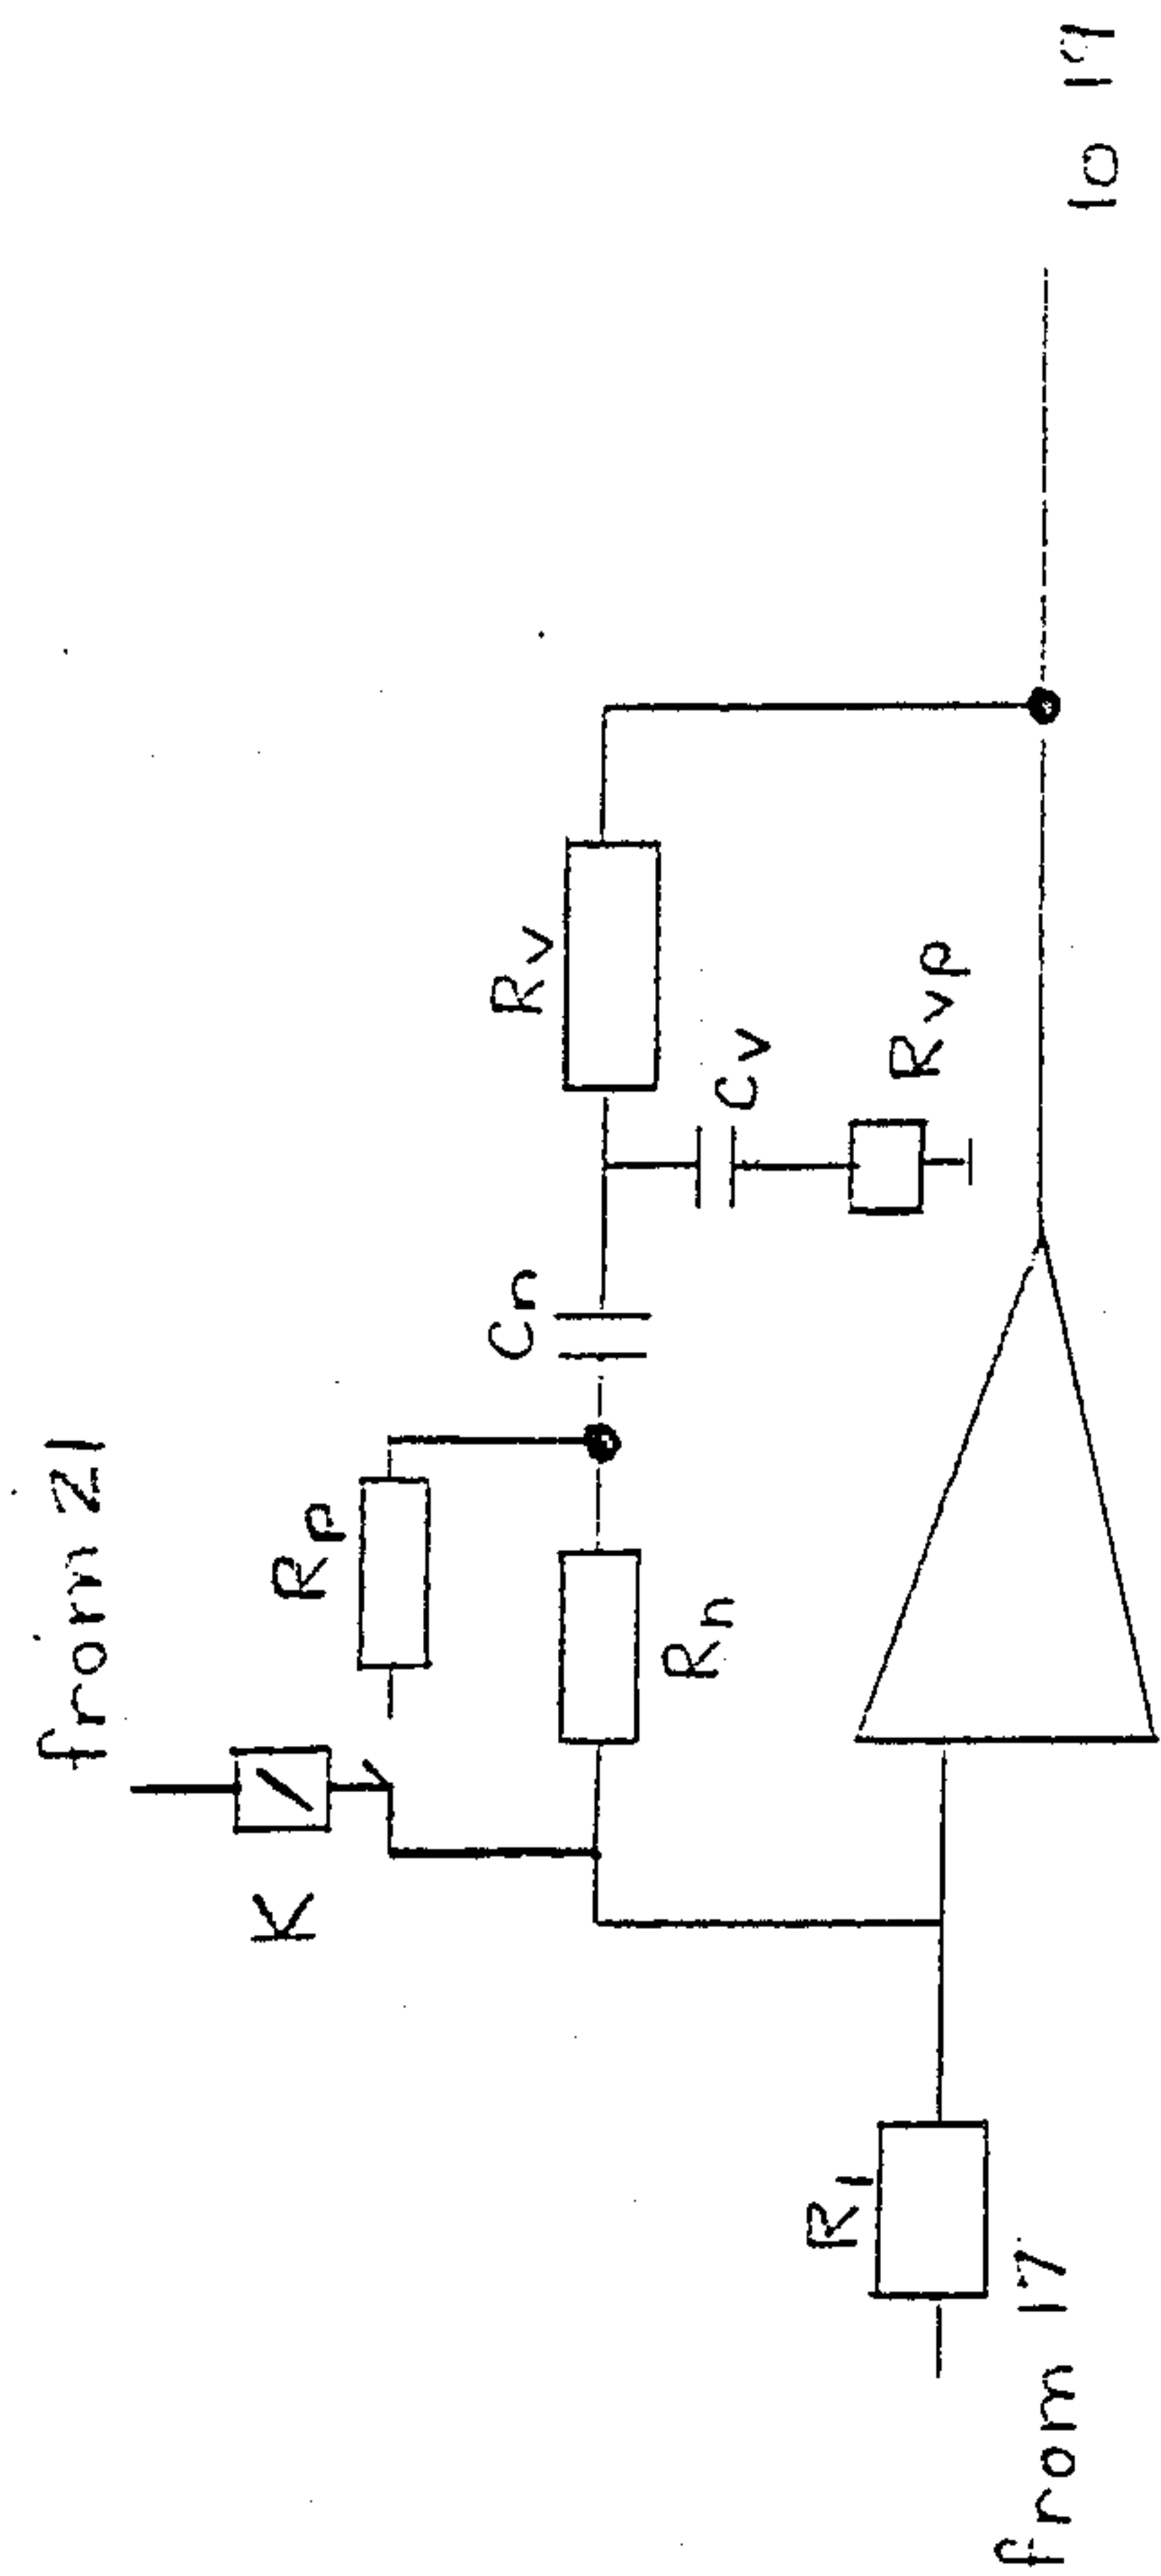 from 21
K
Rp
Rn
Cn
Rv
Cv
Rvp
R1
from 17
to 19